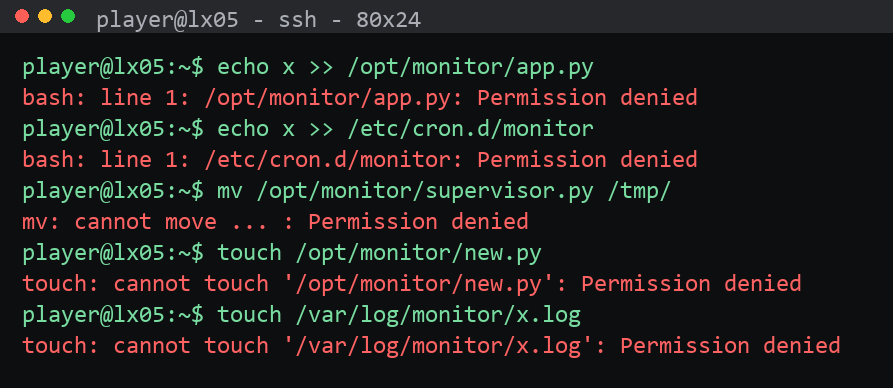 player@lx05 - ssh - 80x24
player@lx05:~$ echo x >> /opt/monitor/app.py
bash: line 1: /opt/monitor/app.py: Permission denied
player@lx05:~$ echo x >> /etc/cron.d/monitor
bash: line 1: /etc/cron.d/monitor: Permission denied
player@lx05:~$ mv /opt/monitor/supervisor.py /tmp/
mv: cannot move ... : Permission denied
player@lx05:~$ touch /opt/monitor/new.py
touch: cannot touch '/opt/monitor/new.py': Permission denied
player@lx05:~$ touch /var/log/monitor/x.log
touch: cannot touch '/var/log/monitor/x.log': Permission denied